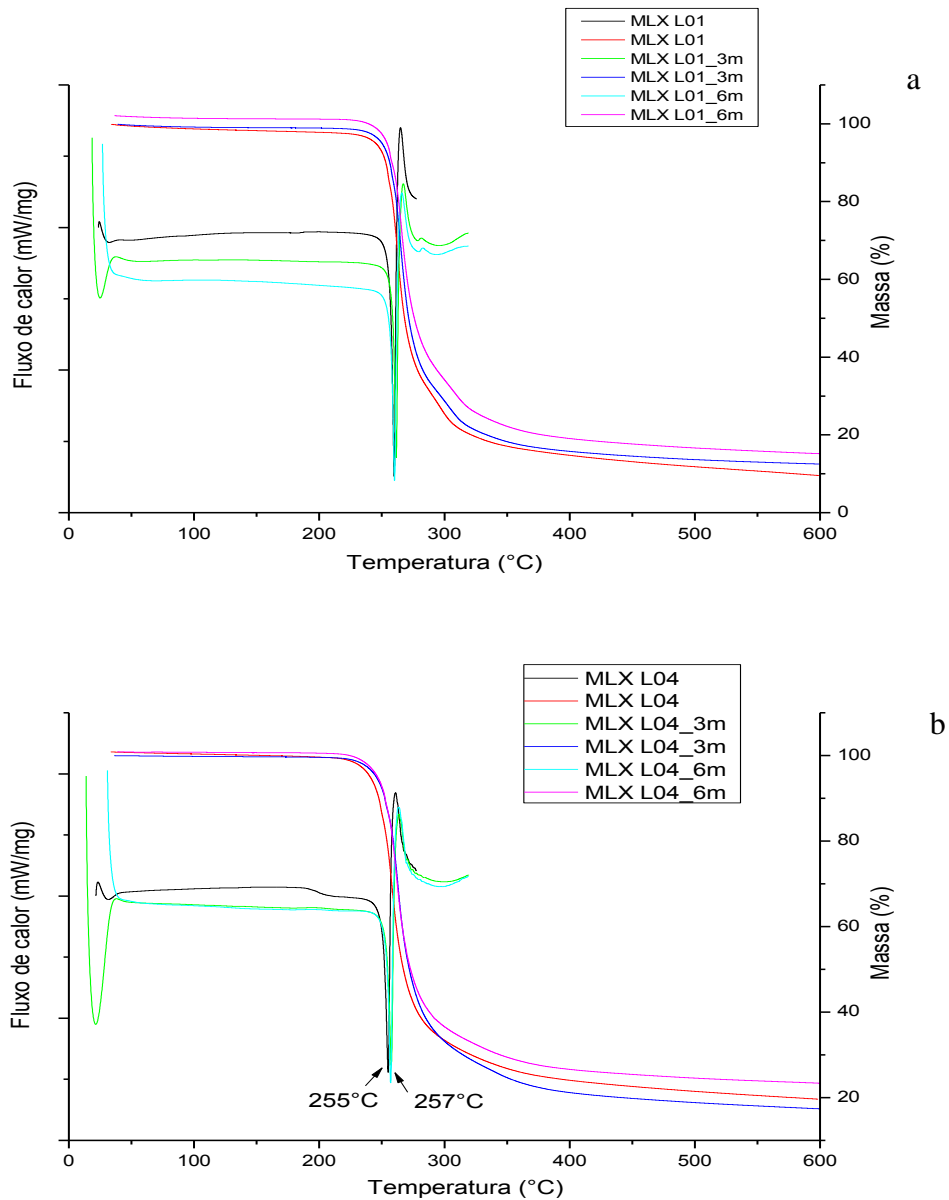 MLX L01
MLX L01
MLX L01_3m
MLX L01_3m
MLX L01_6m
MLX L01_6m
a
Fluxo de calor (mW/mg)
100
80
60
40
20
0
Massa (%)
0 100 200 300 400 500 600
Temperatura (°C)
MLX L04
MLX L04
MLX L04_3m
MLX L04_3m
MLX L04_6m
MLX L04_6m
b
Fluxo de calor (mW/mg)
100
80
60
40
20
Massa (%)
255°C 257°C
0 100 200 300 400 500 600
Temperatura (°C)